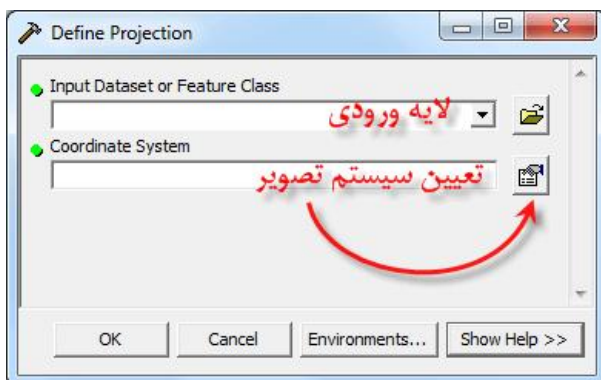 Define Projection
Input Dataset or Feature Class
لایه ورودی
Coordinate System
تعیین سیستم تصویر
OK Cancel Environments... Show Help >>